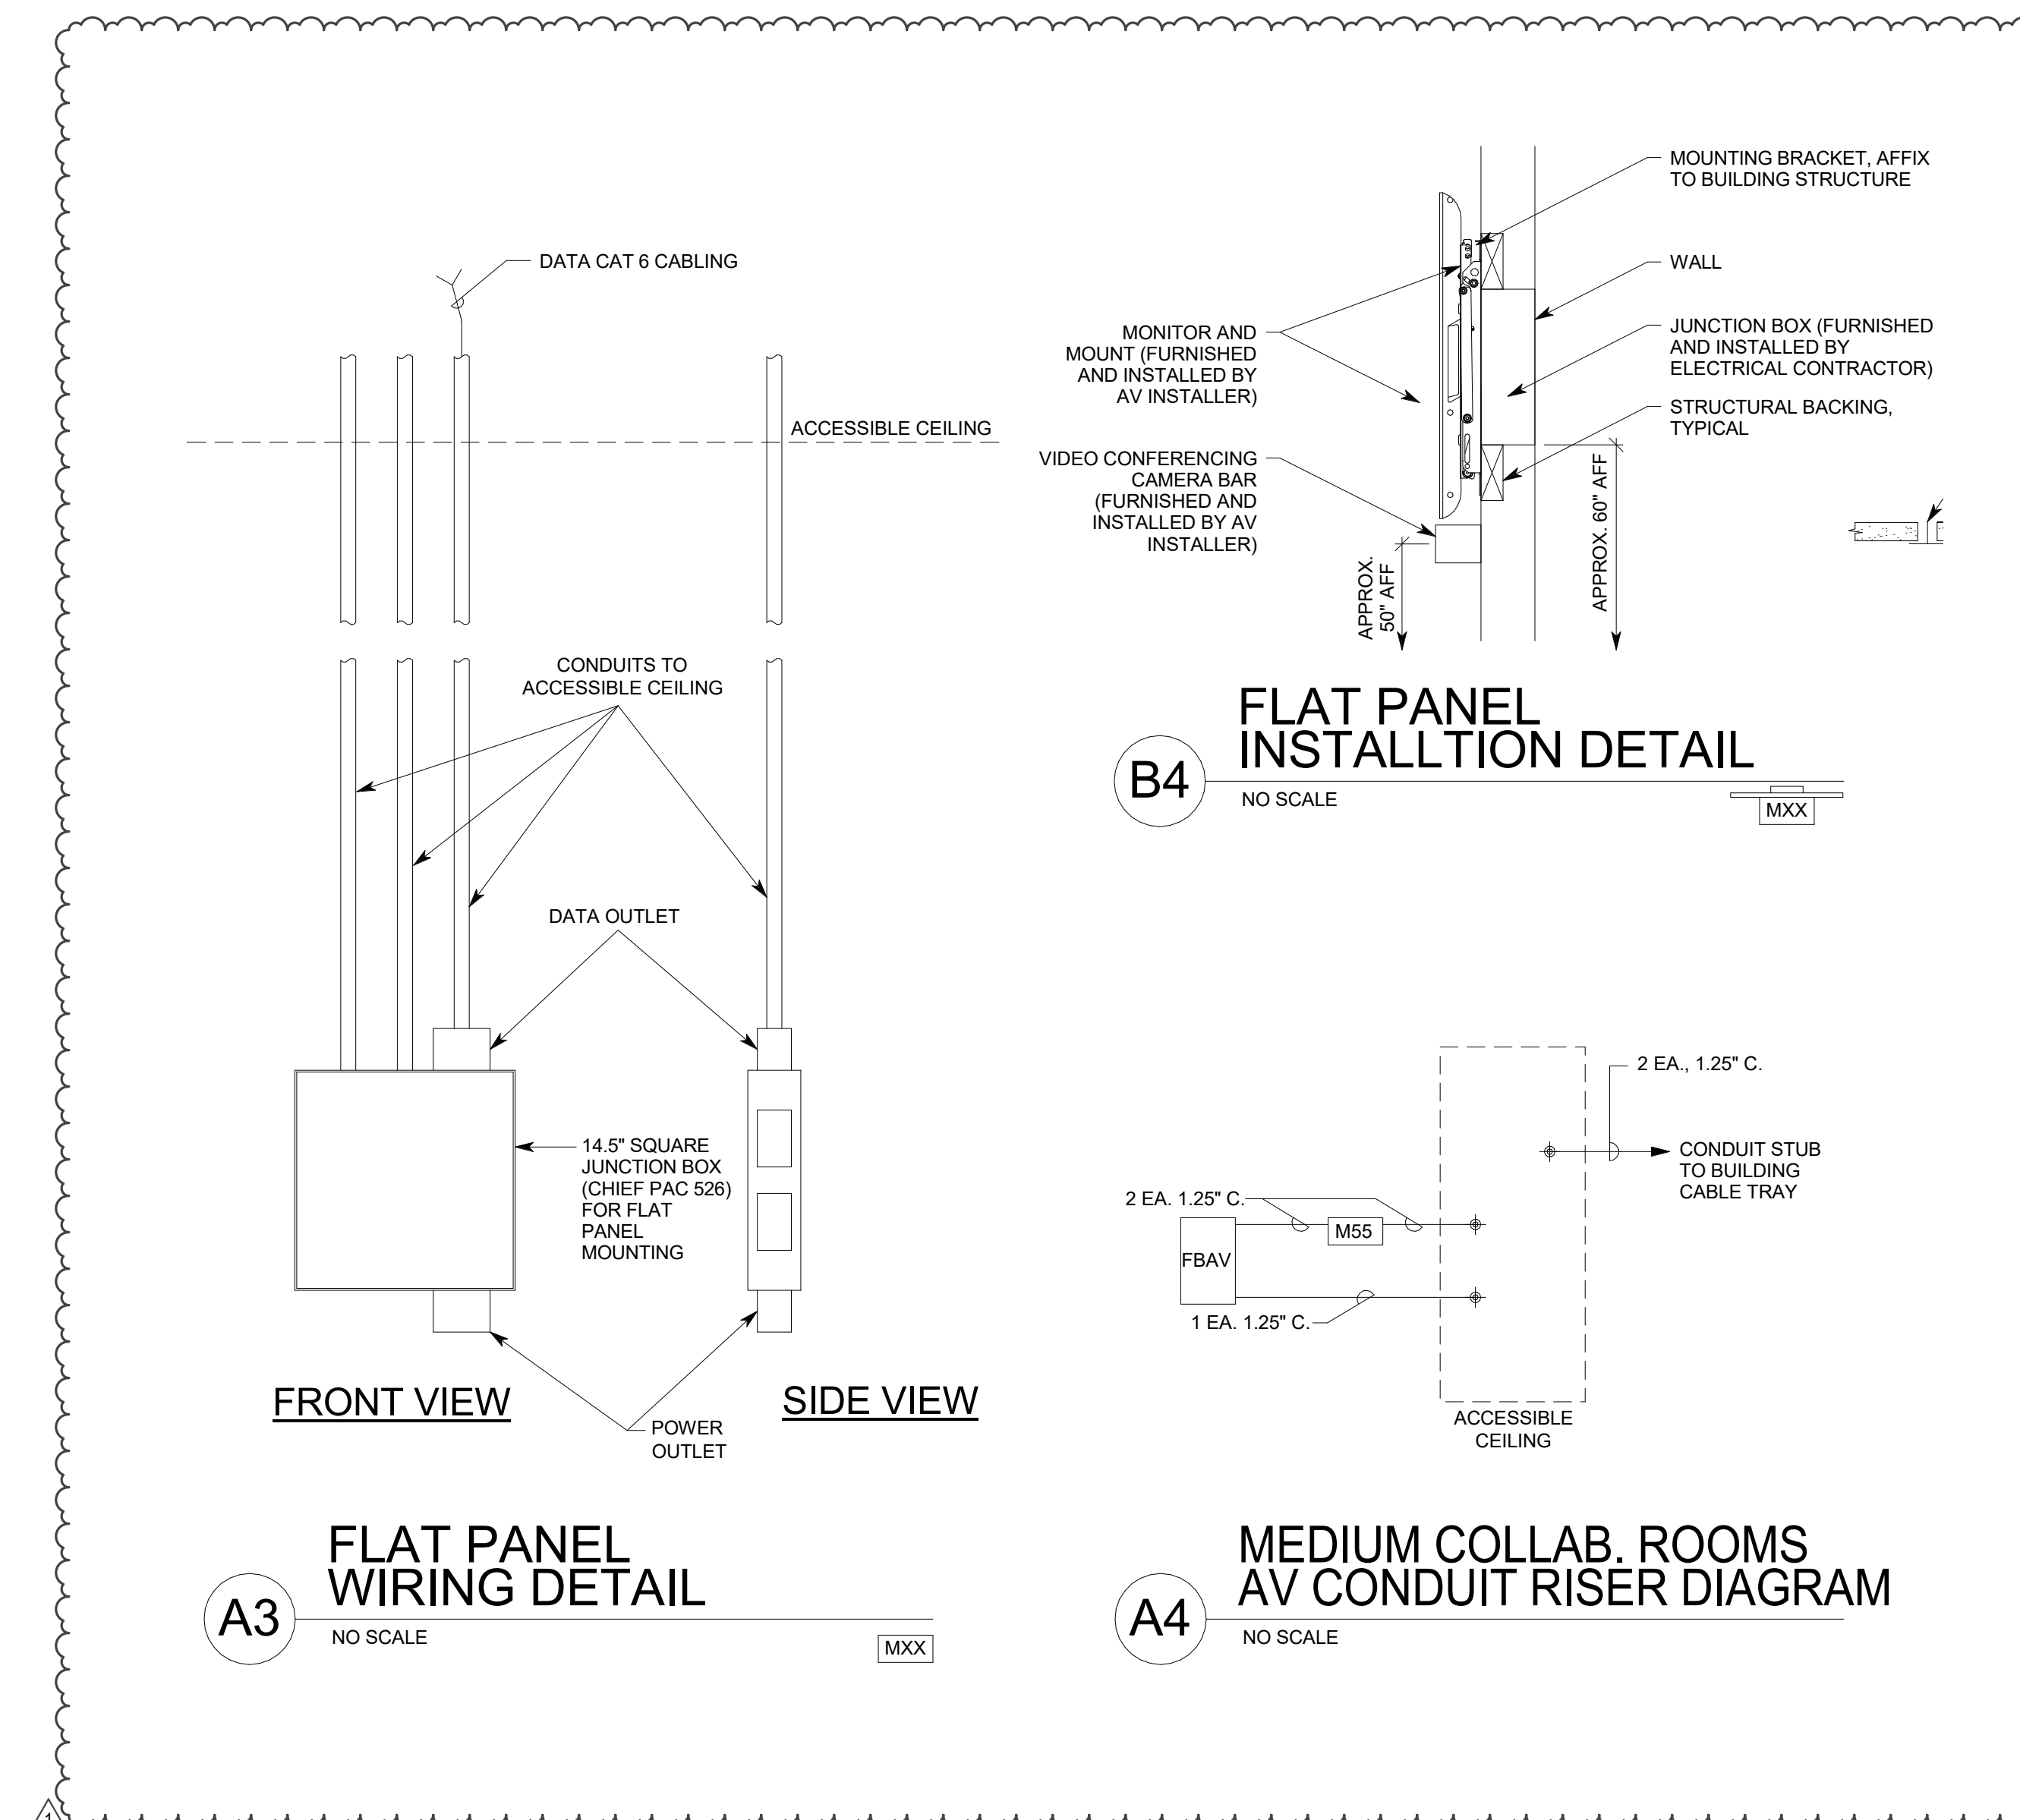 DATA CAT 6 CABLING
ACCESSIBLE CEILING
CONDUITS TO
ACCESSIBLE CEILING
DATA OUTLET
14.5" SQUARE
JUNCTION BOX
(CHIEF PAC 526)
FOR FLAT
PANEL
MOUNTING
FRONT VIEW
SIDE VIEW
POWER
OUTLET
A3
FLAT PANEL
WIRING DETAIL
NO SCALE
MXX
MOUNTING BRACKET, AFFIX
TO BUILDING STRUCTURE
WALL
JUNCTION BOX (FURNISHED
AND INSTALLED BY
ELECTRICAL CONTRACTOR)
STRUCTURAL BACKING,
TYPICAL
MONITOR AND
MOUNT (FURNISHED
AND INSTALLED BY
AV INSTALLER)
VIDEO CONFERENCING
CAMERA BAR
(FURNISHED AND
INSTALLED BY AV
INSTALLER)
APPROX.
50" AFF
APPROX. 60" AFF
B4
FLAT PANEL
INSTALLTION DETAIL
NO SCALE
MXX
2 EA., 1.25" C.
CONDUIT STUB
TO BUILDING
CABLE TRAY
2 EA. 1.25" C.
M55
FBAV
1 EA. 1.25" C.
ACCESSIBLE
CEILING
A4
MEDIUM COLLAB. ROOMS
AV CONDUIT RISER DIAGRAM
NO SCALE
1